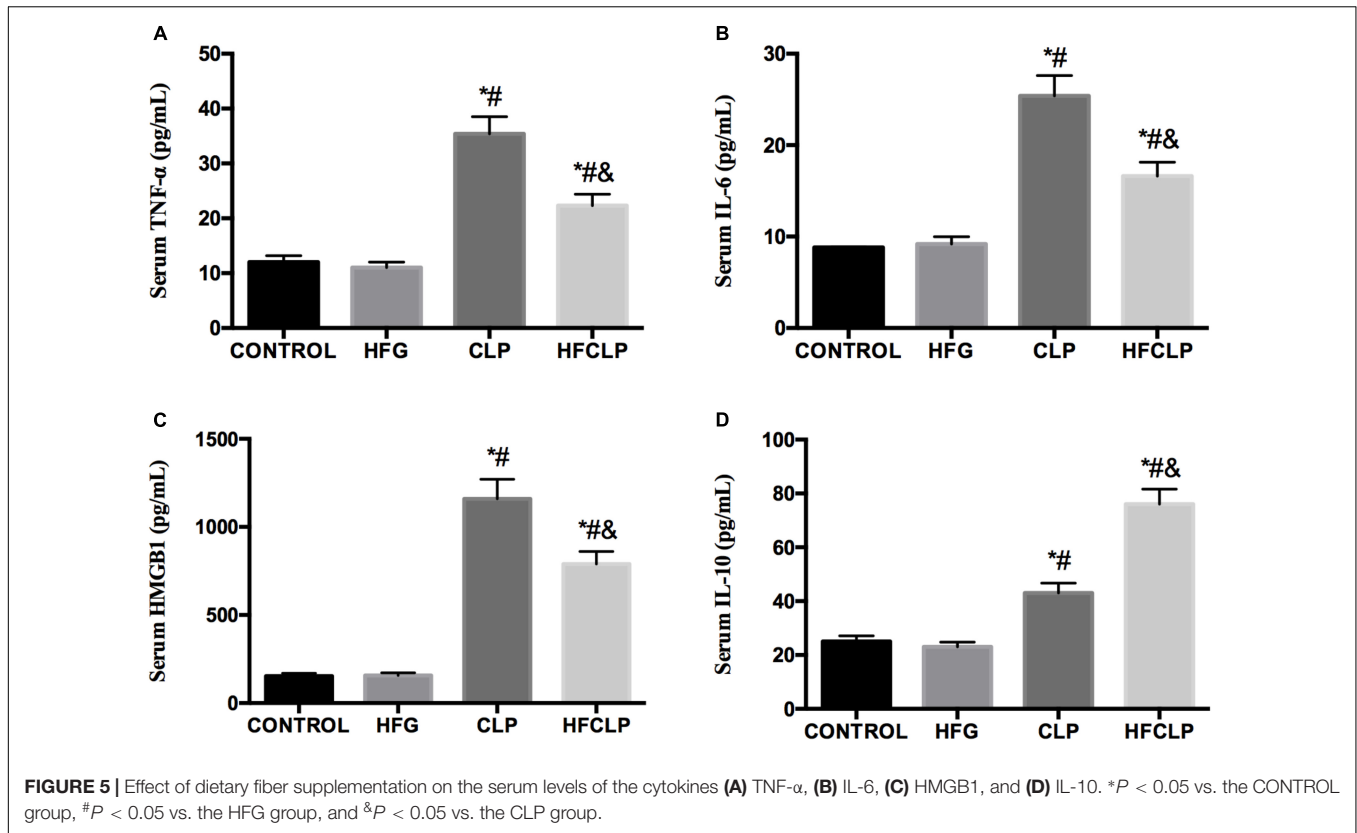 A
Serum TNF-α (pg/mL)
50
40
30
20
10
0
*#
*#&
CONTROL HFG CLP HFCLP
B
Serum IL-6 (pg/mL)
30
20
10
0
*#
*#&
CONTROL HFG CLP HFCLP
C
Serum HMGB1 (pg/mL)
1500
1000
500
0
*#
*#&
CONTROL HFG CLP HFCLP
D
Serum IL-10 (pg/mL)
100
80
60
40
20
0
*#
*#&
CONTROL HFG CLP HFCLP
FIGURE 5 | Effect of dietary fiber supplementation on the serum levels of the cytokines (A) TNF-α, (B) IL-6, (C) HMGB1, and (D) IL-10. *P < 0.05 vs. the CONTROL
group, #P < 0.05 vs. the HFG group, and &P < 0.05 vs. the CLP group.